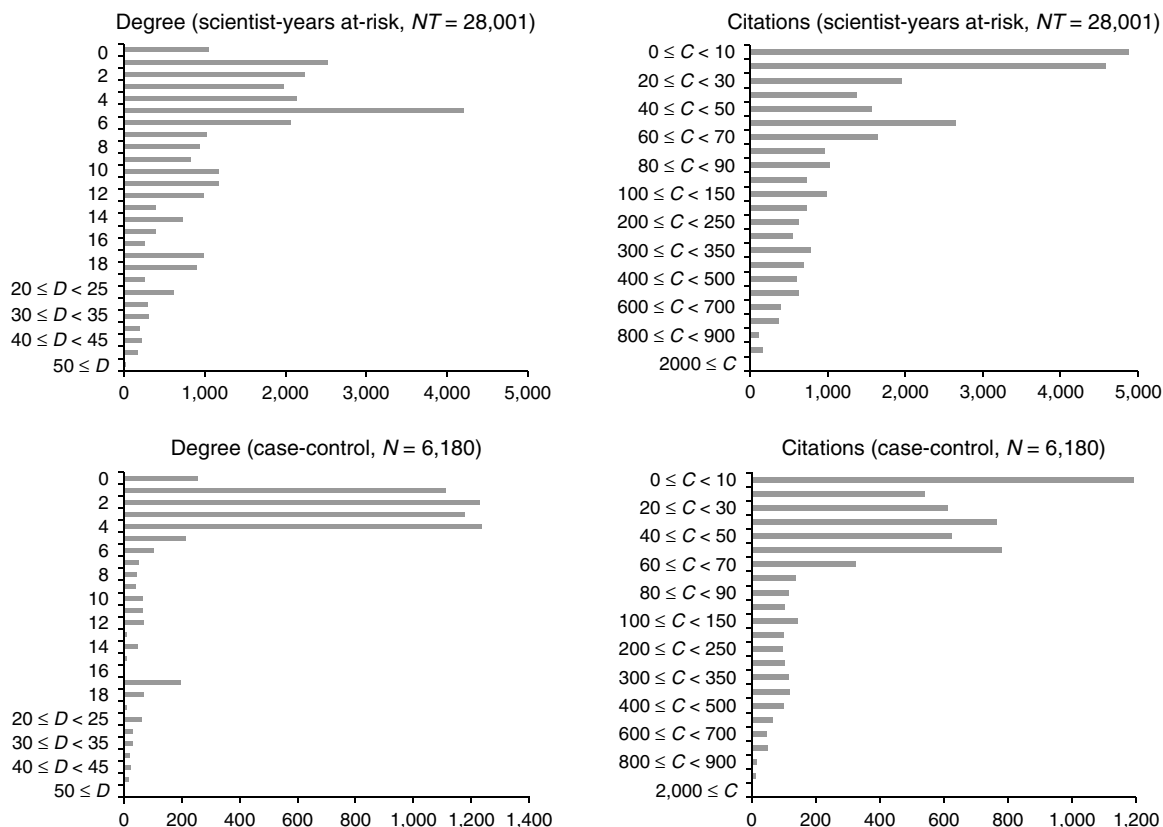 Degree (scientist-years at-risk, NT = 28,001)
0
2
4
6
8
10
12
14
16
18
20 ≤ D < 25
30 ≤ D < 35
40 ≤ D < 45
50 ≤ D
0 1,000 2,000 3,000 4,000 5,000
Citations (scientist-years at-risk, NT = 28,001)
0 ≤ C < 10
20 ≤ C < 30
40 ≤ C < 50
60 ≤ C < 70
80 ≤ C < 90
100 ≤ C < 150
200 ≤ C < 250
300 ≤ C < 350
400 ≤ C < 500
600 ≤ C < 700
800 ≤ C < 900
2000 ≤ C
0 1,000 2,000 3,000 4,000 5,000
Degree (case-control, N = 6,180)
0
2
4
6
8
10
12
14
16
18
20 ≤ D < 25
30 ≤ D < 35
40 ≤ D < 45
50 ≤ D
0 200 400 600 800 1,000 1,200 1,400
Citations (case-control, N = 6,180)
0 ≤ C < 10
20 ≤ C < 30
40 ≤ C < 50
60 ≤ C < 70
80 ≤ C < 90
100 ≤ C < 150
200 ≤ C < 250
300 ≤ C < 350
400 ≤ C < 500
600 ≤ C < 700
800 ≤ C < 900
2,000 ≤ C
0 200 400 600 800 1,000 1,200